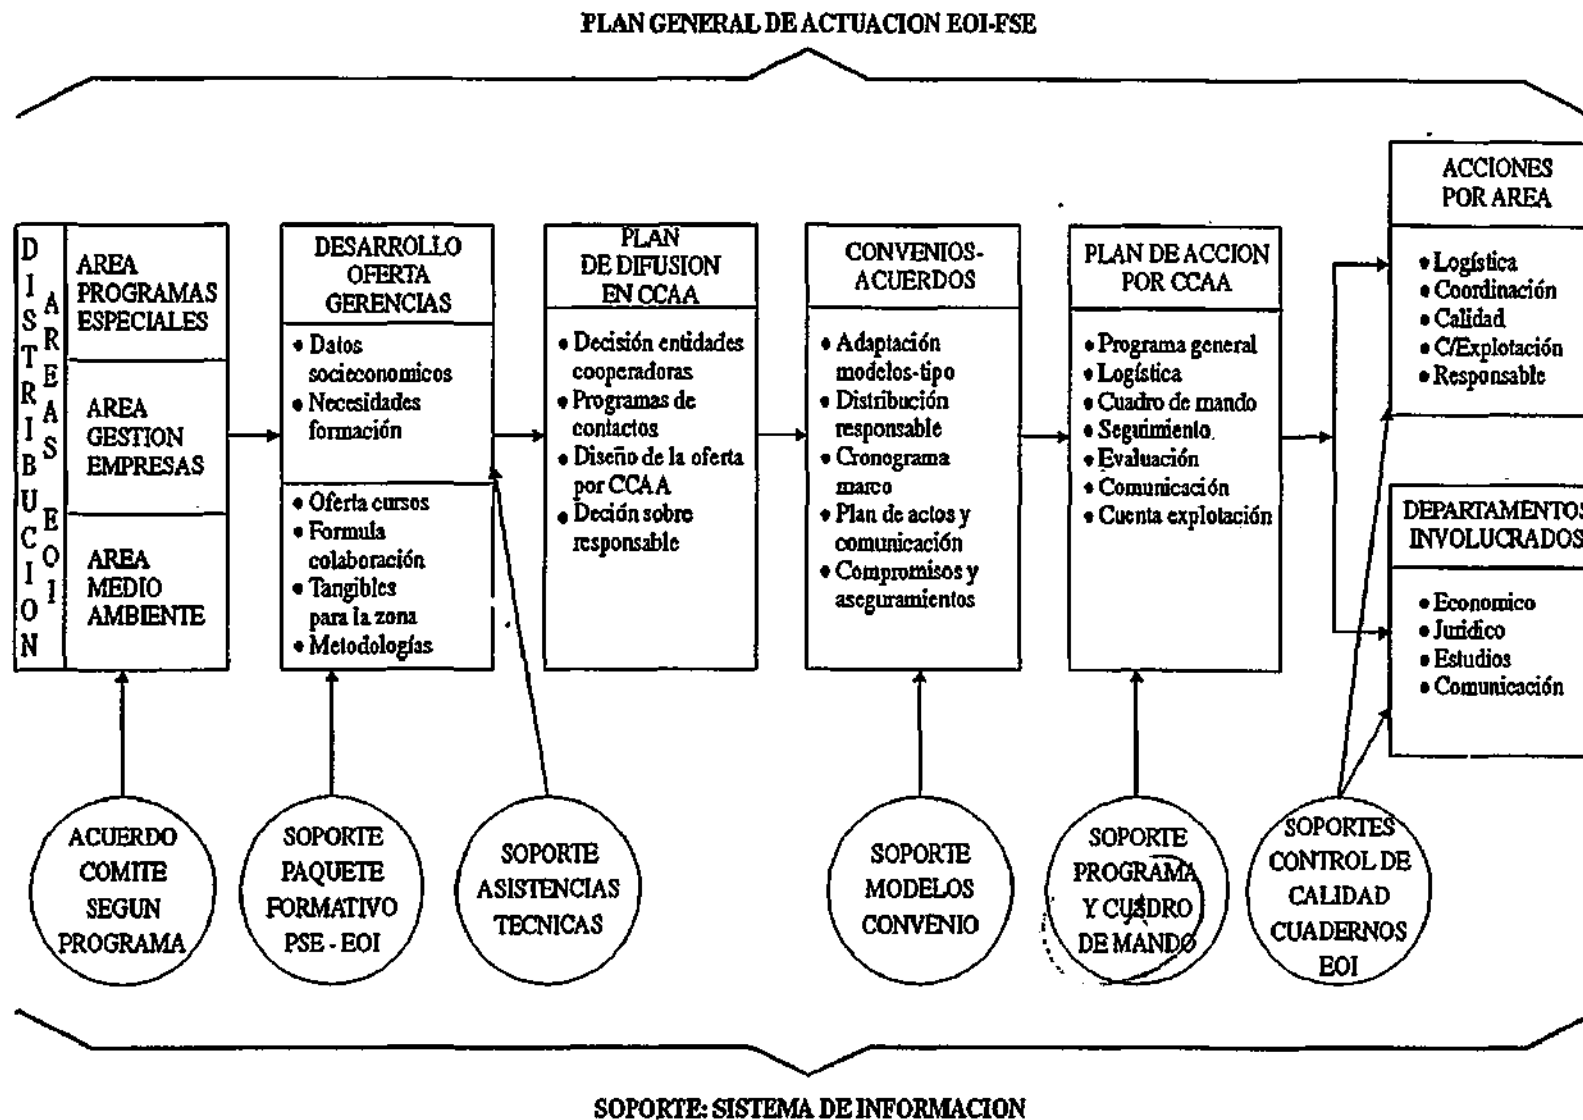 PLAN GENERAL DE ACTUACION EOI-FSE
DISTRIBUCION
AREAS EOI
AREA
PROGRAMAS
ESPECIALES
AREA
GESTION
EMPRESAS
AREA
MEDIO
AMBIENTE
DESARROLLO
OFERTA
GERENCIAS
• Datos
socieconomicos
• Necesidades
formación
• Oferta cursos
• Formula
colaboración
• Tangibles
para la zona
• Metodologías
PLAN
DE DIFUSION
EN CCAA
• Decisión entidades
cooperadoras
• Programas de
contactos
• Diseño de la oferta
por CCAA
• Deción sobre
responsable
CONVENIOS-
ACUERDOS
• Adaptación
modelos-tipo
• Distribución
responsable
• Cronograma
marco
• Plan de actos y
comunicación
• Compromisos y
aseguramientos
PLAN DE ACCION
POR CCAA
• Programa general
• Logística
• Cuadro de mando
• Seguimiento
• Evaluación
• Comunicación
• Cuenta explotación
ACCIONES
POR AREA
• Logística
• Coordinación
• Calidad
• C/Explotación
• Responsable
DEPARTAMENTOS
INVOLUCRADOS
• Economico
• Juridico
• Estudios
• Comunicación
ACUERDO
COMITE
SEGUN
PROGRAMA
SOPORTE
PAQUETE
FORMATIVO
PSE - EOI
SOPORTE
ASISTENCIAS
TECNICAS
SOPORTE
MODELOS
CONVENIO
SOPORTE
PROGRAMA
Y CUSDRO
DE MANDO
SOPORTES
CONTROL DE
CALIDAD
CUADERNOS
EOI
SOPORTE: SISTEMA DE INFORMACION